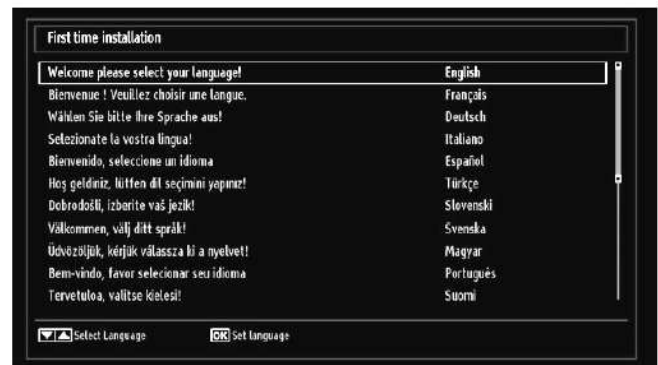 First time installation
Welcome please select your language! English
Bienvenue ! Veuillez choisir une langue. Français
Wählen Sie bitte Ihre Sprache aus! Deutsch
Selezionate la vostra lingua! Italiano
Bienvenido, seleccione un idioma Español
Hoş geldiniz, lütfen dil seçimini yapınız! Türkçe
Dobrodošli, izberite vaš jezik! Slovenski
Välkommen, välj ditt språk! Svenska
Üdvözöljük, kérjük válassza ki a nyelvet! Magyar
Bem-vindo, favor selecionar seu idioma Português
Tervetuloa, valitse kielesi! Suomi
Select Language OK Set language